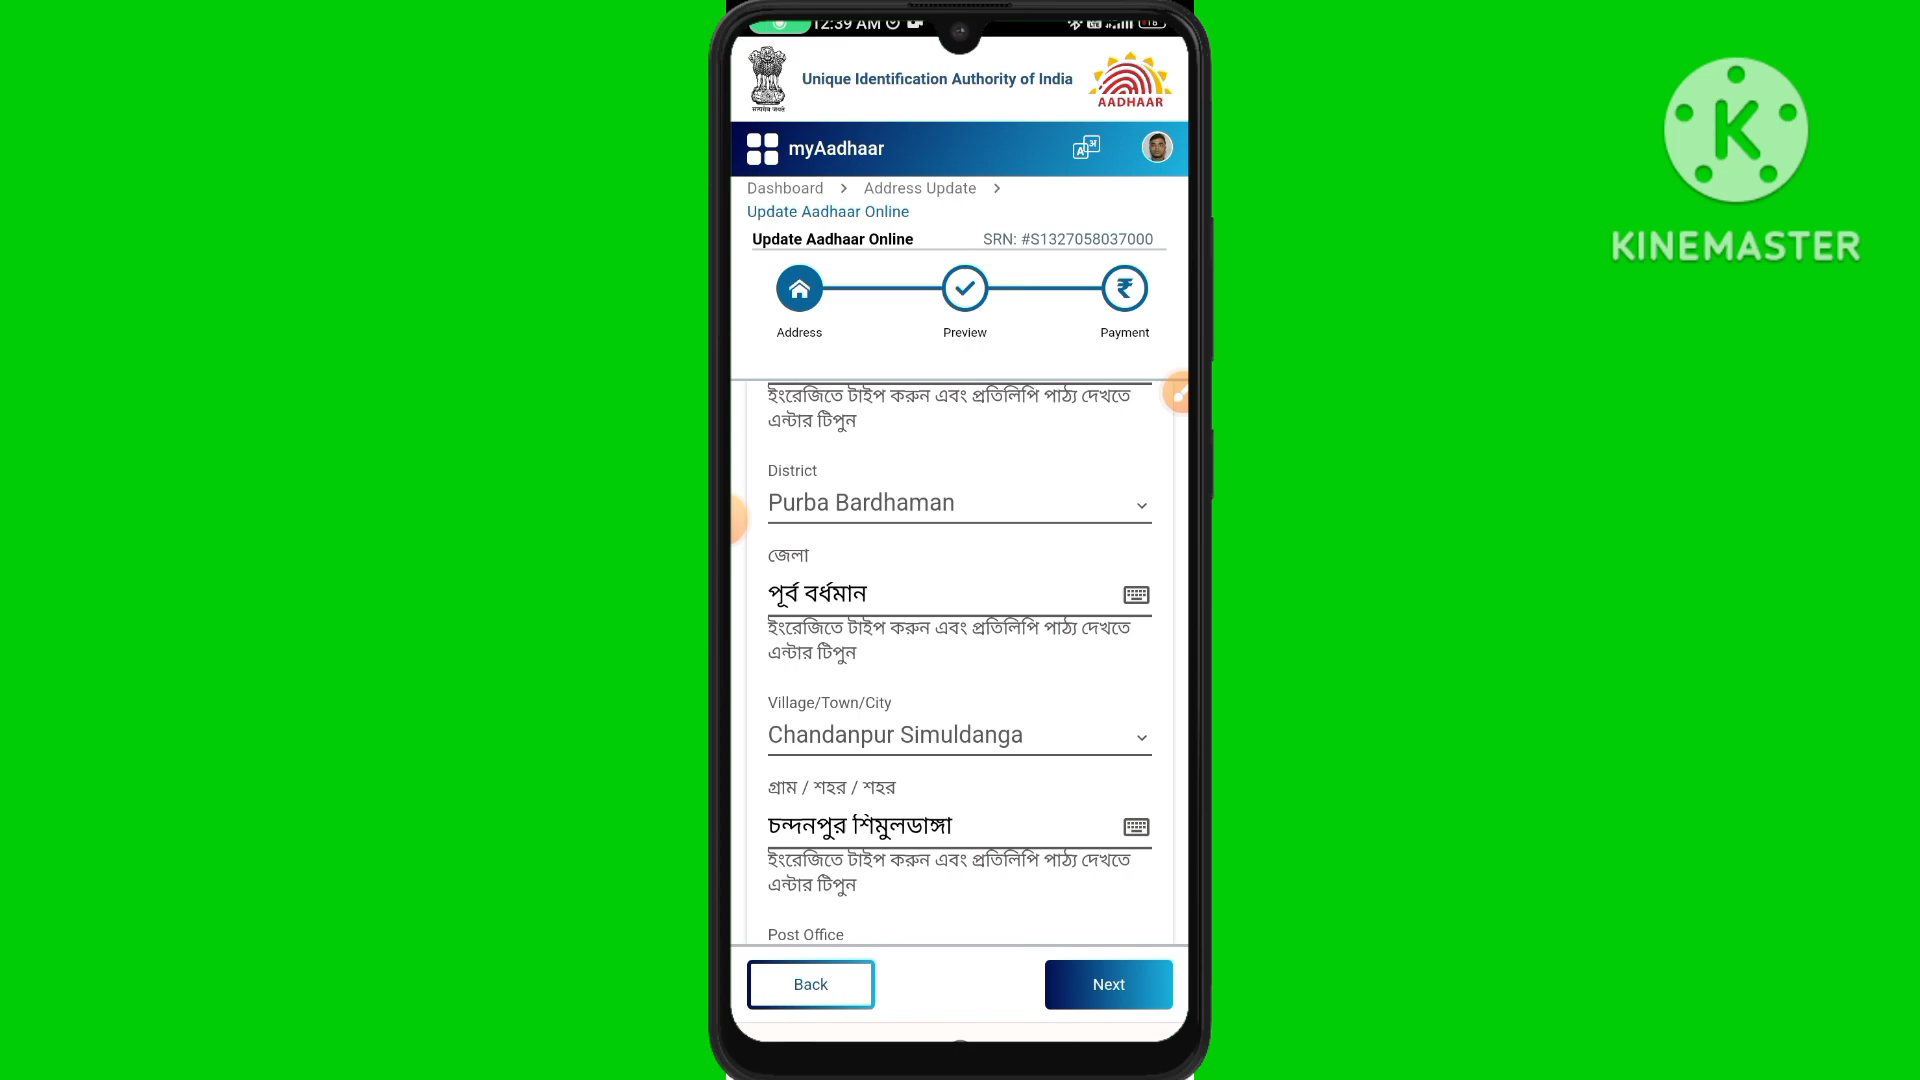 12:39 AM
Unique Identification Authority of India
सत्यमेव जयते
AADHAAR
myAadhaar
Dashboard > Address Update >
Update Aadhaar Online
Update Aadhaar Online SRN: #S1327058037000
Address Preview Payment
ইংরেজিতে টাইপ করুন এবং প্রতিলিপি পাঠ্য দেখতে
এন্টার টিপুন
District
Purba Bardhaman
জেলা
পূর্ব বর্ধমান
ইংরেজিতে টাইপ করুন এবং প্রতিলিপি পাঠ্য দেখতে
এন্টার টিপুন
Village/Town/City
Chandanpur Simuldanga
গ্রাম / শহর / শহর
চন্দনপুর শিমুলডাঙ্গা
ইংরেজিতে টাইপ করুন এবং প্রতিলিপি পাঠ্য দেখতে
এন্টার টিপুন
Post Office
Back Next
K
KINEMASTER